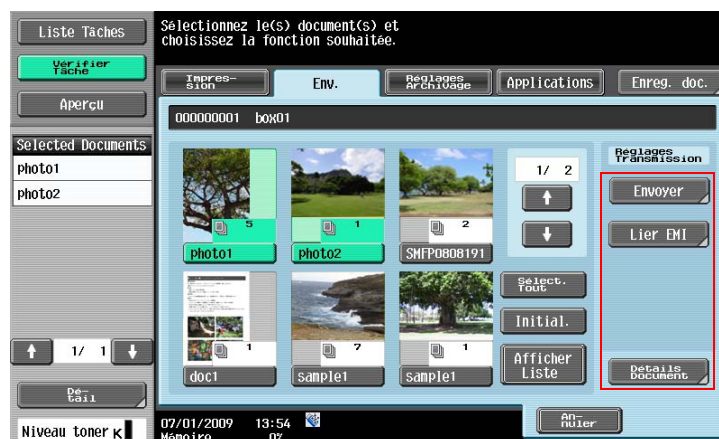 Liste Tâches
Vérifier
Tâche
Aperçu
Selected Documents
photo1
photo2
1/ 1
Dé-
tail
Niveau toner K
Sélectionnez le(s) document(s) et
choisissez la fonction souhaitée.
Impres-
sion
Env.
Réglages
Archivage
Applications
Enreg. doc.
000000001 box01
5
photo1
1
photo2
2
SMFP0808191
1
doc1
7
sample1
1
sample1
1/ 2
Sélect.
Tout
Initial.
Afficher
Liste
Réglages
Transmission
Envoyer
Lier EMI
Détails
Document
An-
nuler
07/01/2009 13:54
Mémoire 0%